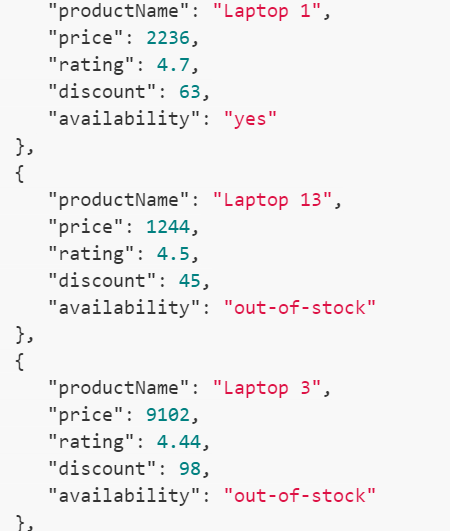 "productName": "Laptop 1",
"price": 2236,
"rating": 4.7,
"discount": 63,
"availability": "yes"
},
{
"productName": "Laptop 13",
"price": 1244,
"rating": 4.5,
"discount": 45,
"availability": "out-of-stock"
},
{
"productName": "Laptop 3",
"price": 9102,
"rating": 4.44,
"discount": 98,
"availability": "out-of-stock"
},